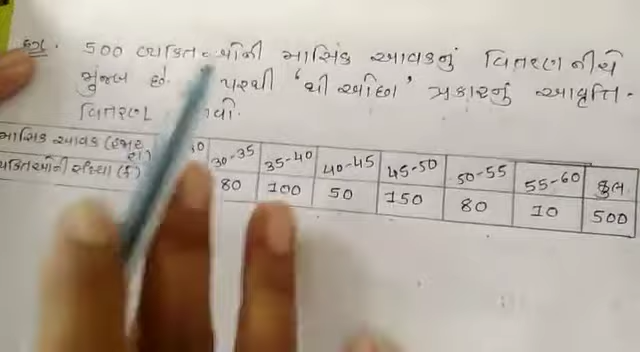 500 વ્યક્તિઓની માસિક આવકનું વિતરણ નીચે
મુજબ છે. પરથી 'થી ઓછા' પ્રકારનું આવૃત્તિ-
વિતરણ
માસિક આવક (હજાર રૂ.) 30-35 35-40 40-45 45-50 50-55 55-60 કુલ
વ્યક્તિઓની સંખ્યા (f) 80 100 50 150 80 10 500